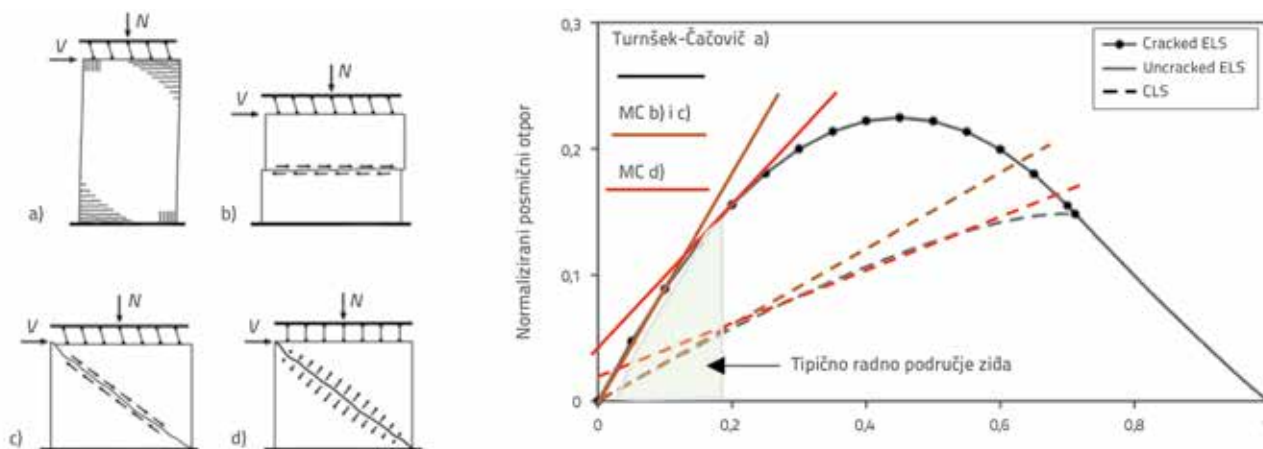 N
V
a)
N
V
b)
N
V
c)
N
V
d)
0,3
0,2
0,1
0
Normalizirani posmični otpor
Turnšek-Čačovič a)
MC b) i c)
MC d)
Cracked ELS
Uncracked ELS
CLS
Tipično radno područje ziđa
0
0,2
0,4
0,6
0,8